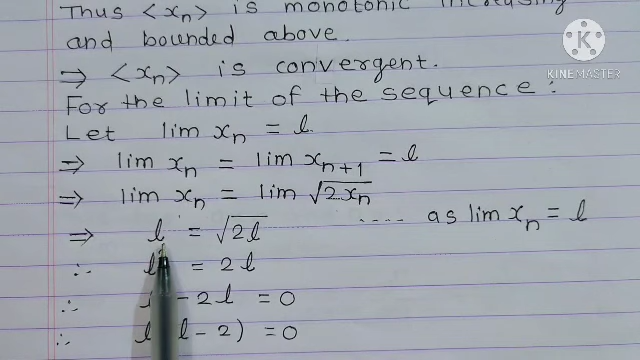 Thus <xₙ> is monotonic increasing
and bounded above.
⇒ <xₙ> is convergent.
For the limit of the sequence :
Let lim xₙ = l.
⇒ lim xₙ = lim xₙ₊₁ = l
⇒ lim xₙ = lim √2xₙ
⇒ l = √2l ..... as lim xₙ = l
∴ l = 2l
∴ l - 2l = 0
∴ l l - 2) = 0
K
KINEMASTER